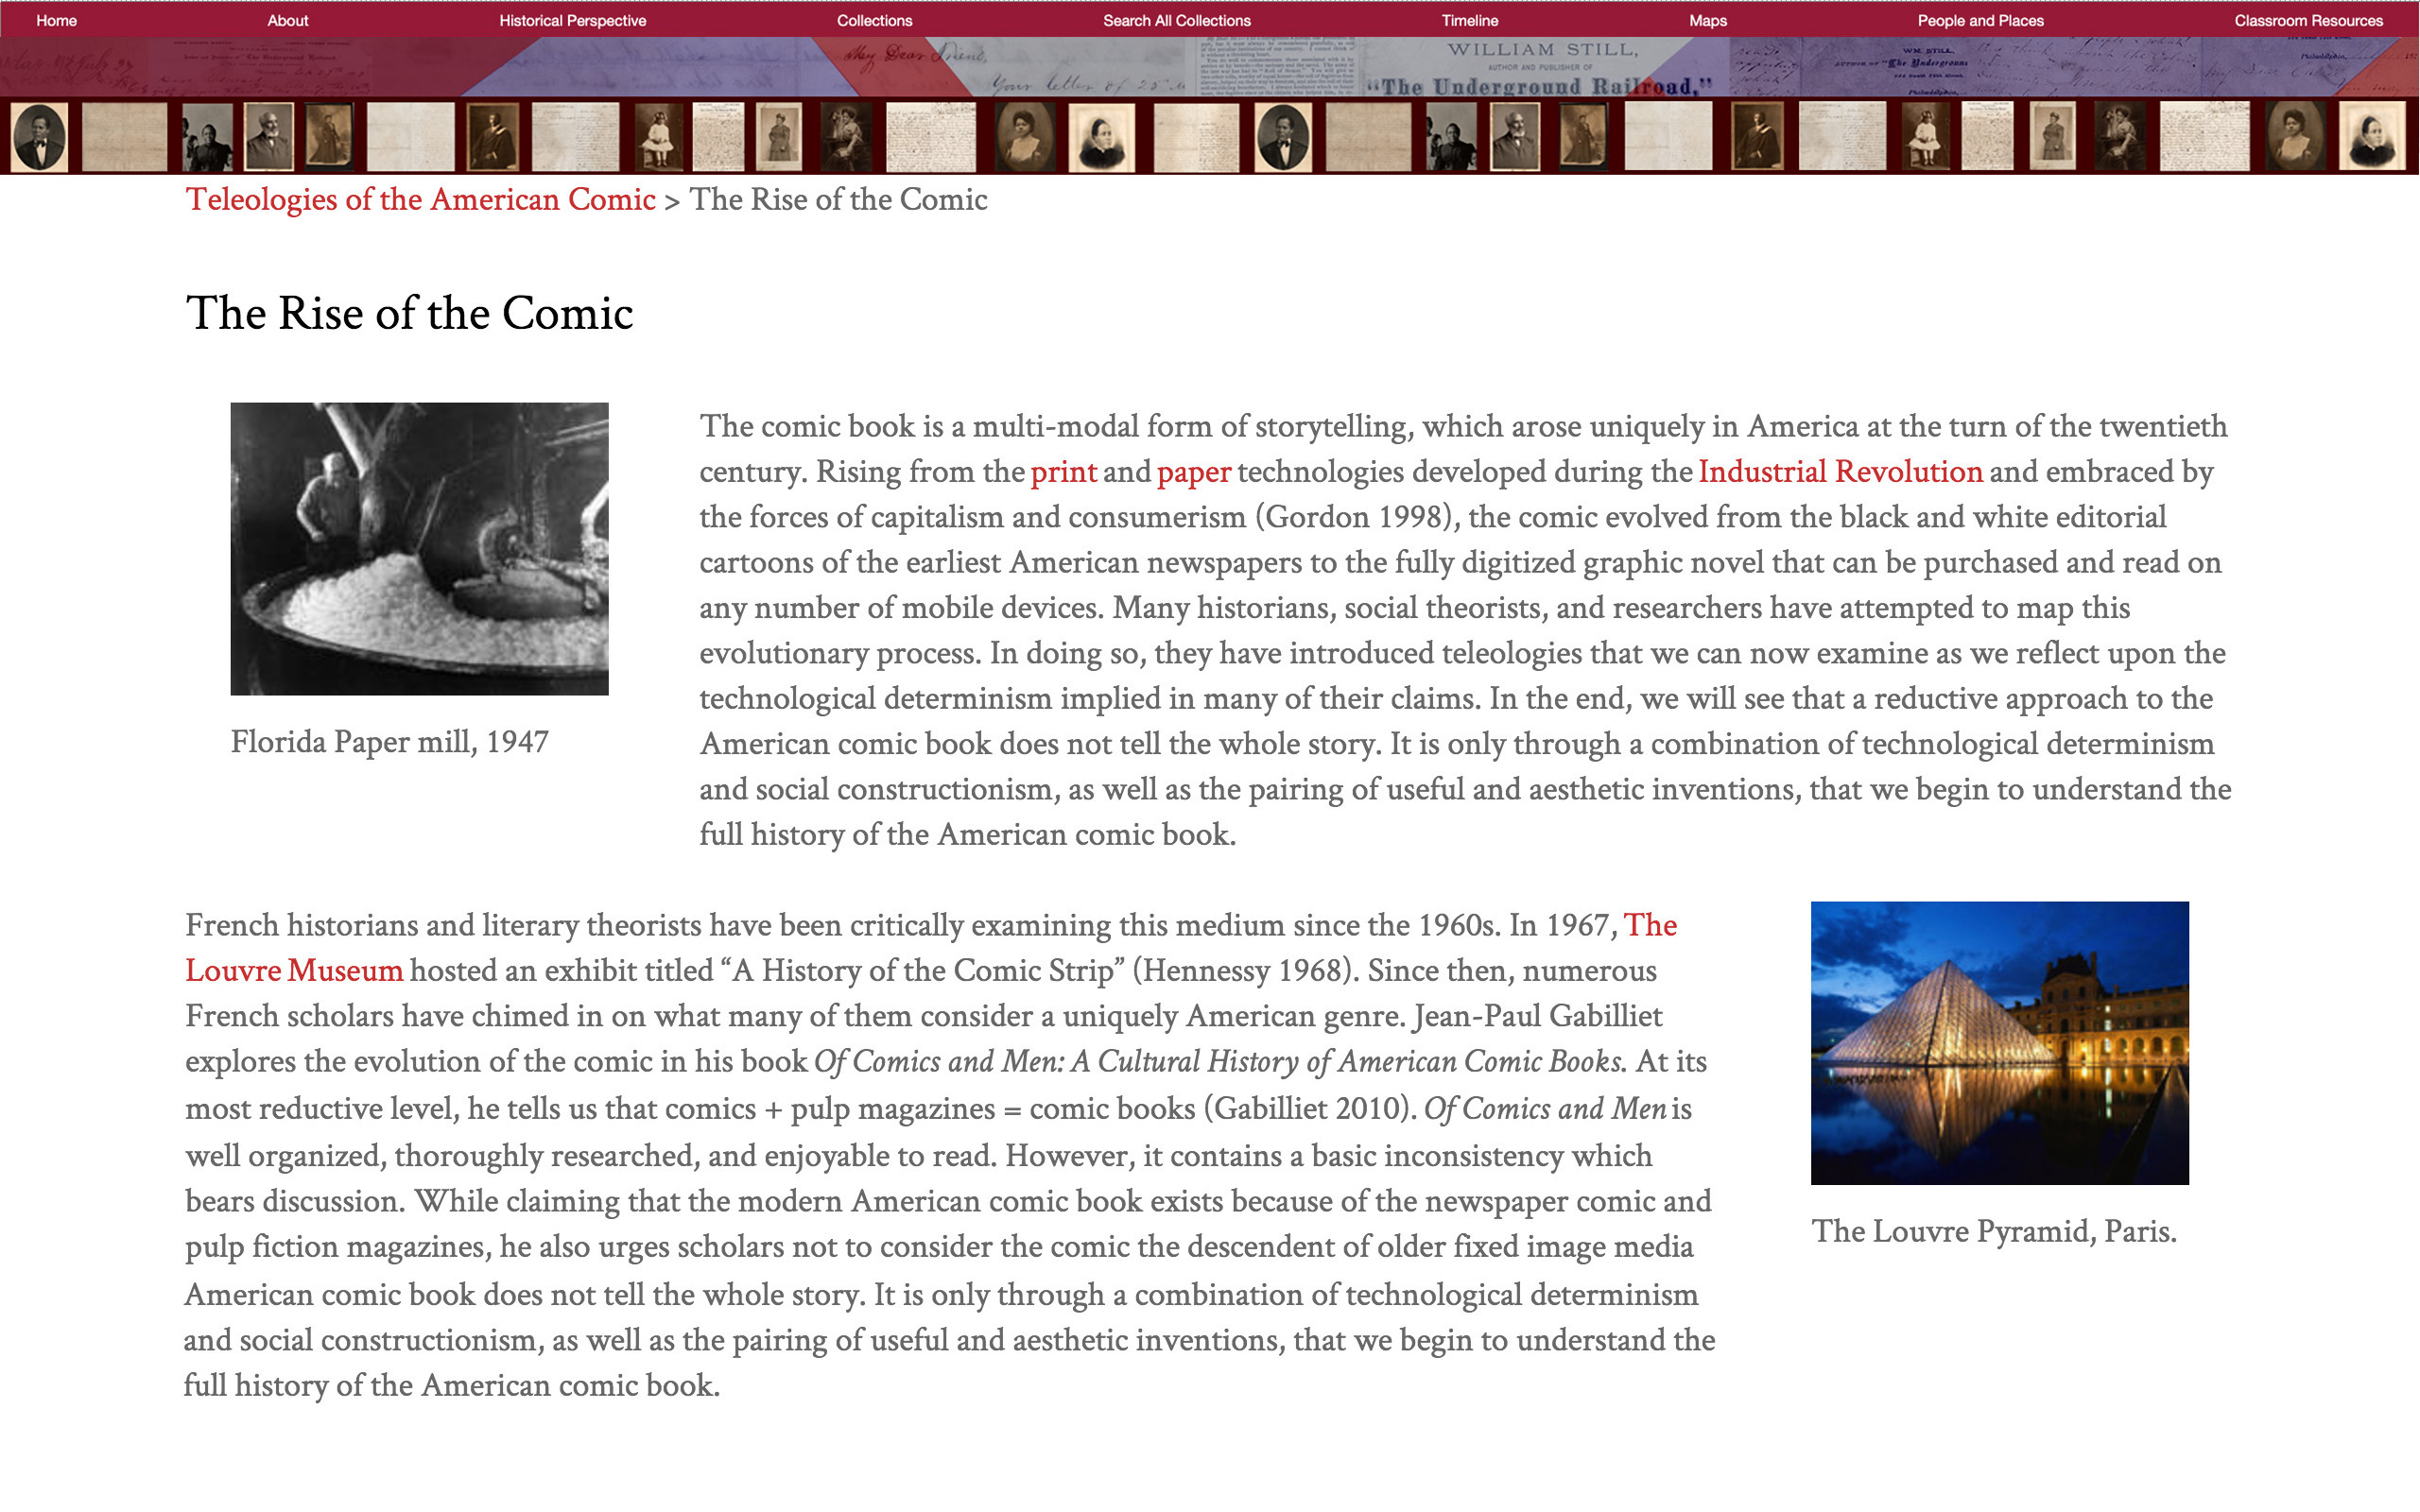 Home About Historical Perspective Collections Search All Collections Timeline Maps People and Places Classroom Resources
My Dear Friend,
Your letter of 25
WILLIAM STILL,
AUTHOR AND PUBLISHER OF
"The Underground Railroad,"
WM. STILL,
AUTHOR OF "The Undergroun
Philadelphia,
Philadelphia,
Teleologies of the American Comic > The Rise of the Comic
The Rise of the Comic
The comic book is a multi-modal form of storytelling, which arose uniquely in America at the turn of the twentieth
century. Rising from the print and paper technologies developed during the Industrial Revolution and embraced by
the forces of capitalism and consumerism (Gordon 1998), the comic evolved from the black and white editorial
cartoons of the earliest American newspapers to the fully digitized graphic novel that can be purchased and read on
any number of mobile devices. Many historians, social theorists, and researchers have attempted to map this
evolutionary process. In doing so, they have introduced teleologies that we can now examine as we reflect upon the
technological determinism implied in many of their claims. In the end, we will see that a reductive approach to the
American comic book does not tell the whole story. It is only through a combination of technological determinism
and social constructionism, as well as the pairing of useful and aesthetic inventions, that we begin to understand the
full history of the American comic book.
Florida Paper mill, 1947
French historians and literary theorists have been critically examining this medium since the 1960s. In 1967, The
Louvre Museum hosted an exhibit titled “A History of the Comic Strip” (Hennessy 1968). Since then, numerous
French scholars have chimed in on what many of them consider a uniquely American genre. Jean-Paul Gabilliet
explores the evolution of the comic in his book Of Comics and Men: A Cultural History of American Comic Books. At its
most reductive level, he tells us that comics + pulp magazines = comic books (Gabilliet 2010). Of Comics and Men is
well organized, thoroughly researched, and enjoyable to read. However, it contains a basic inconsistency which
bears discussion. While claiming that the modern American comic book exists because of the newspaper comic and
pulp fiction magazines, he also urges scholars not to consider the comic the descendent of older fixed image media
American comic book does not tell the whole story. It is only through a combination of technological determinism
and social constructionism, as well as the pairing of useful and aesthetic inventions, that we begin to understand the
full history of the American comic book.
The Louvre Pyramid, Paris.